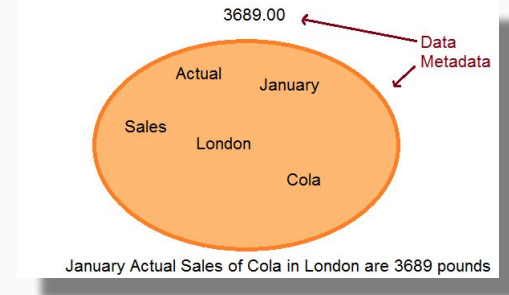 3689.00
Data
Metadata
Actual
January
Sales
London
Cola
January Actual Sales of Cola in London are 3689 pounds